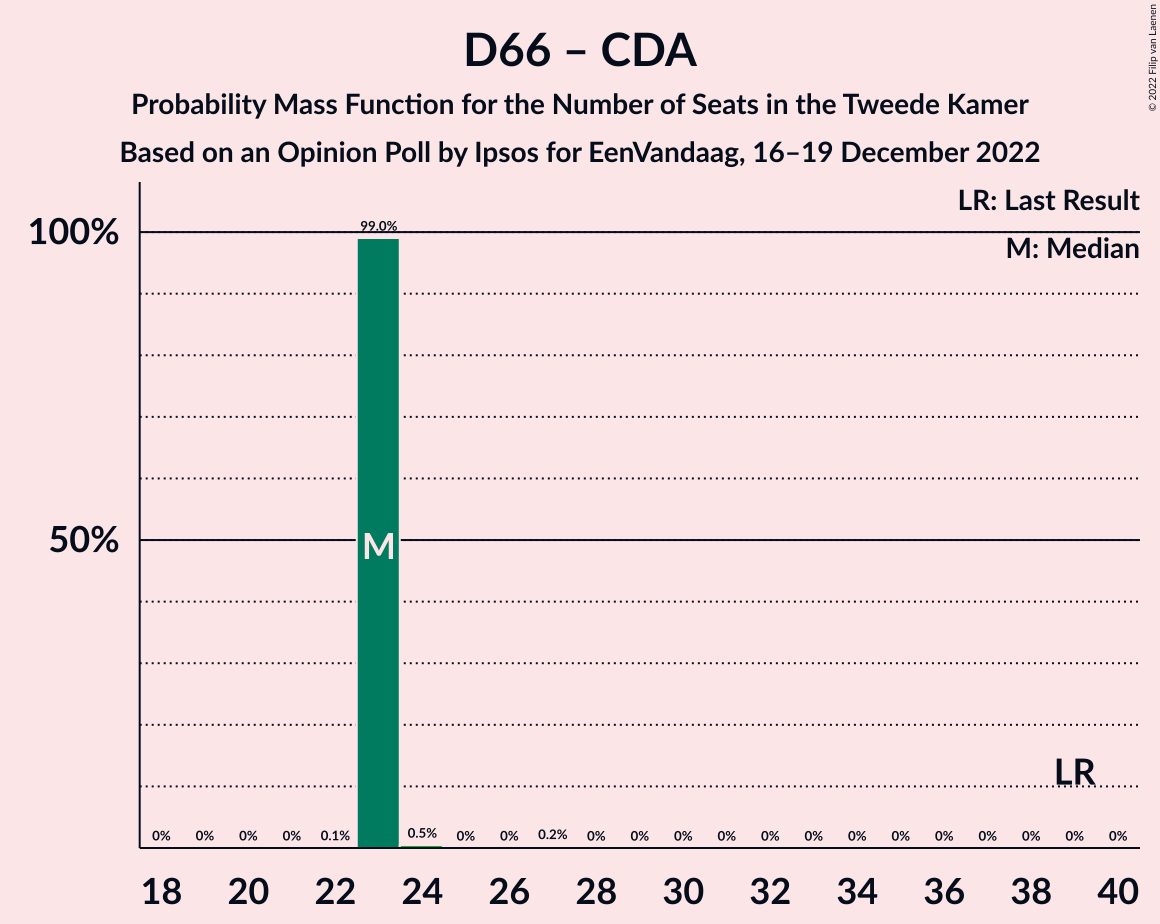 D66 – CDA
Probability Mass Function for the Number of Seats in the Tweede Kamer
Based on an Opinion Poll by Ipsos for EenVandaag, 16–19 December 2022
© 2022 Filip van Laenen
LR: Last Result
M: Median
100%
50%
99.0%
M
LR
0% 0% 0% 0% 0.1% 0.5% 0% 0% 0.2% 0% 0% 0% 0% 0% 0% 0% 0% 0% 0% 0% 0% 0%
18 20 22 24 26 28 30 32 34 36 38 40